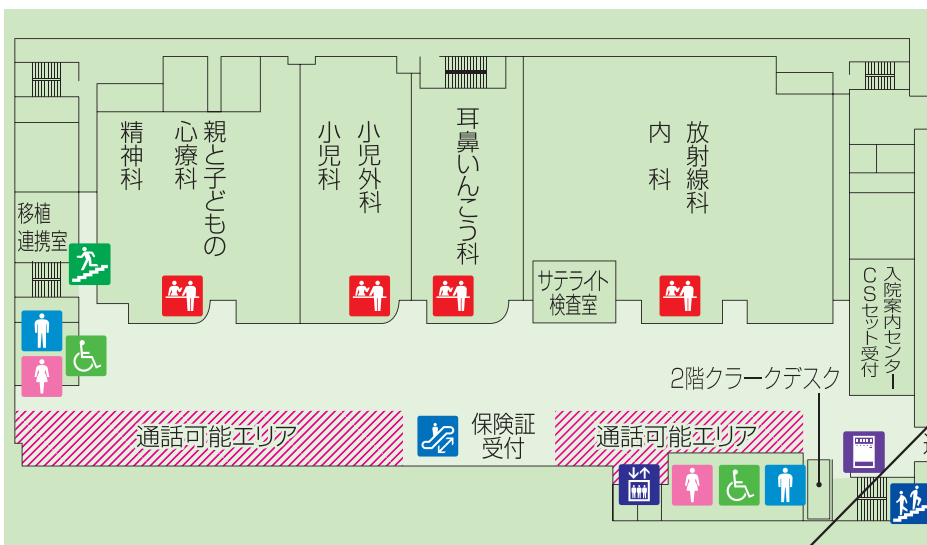 精神科
親と子どもの
心療科
小児科
小児外科
耳鼻いんこう科
放射線科
内科
移植
連携室
サテライト
検査室
入院案内センター
CSセット受付
2階クラークデスク
通話可能エリア
保険証
受付
通話可能エリア